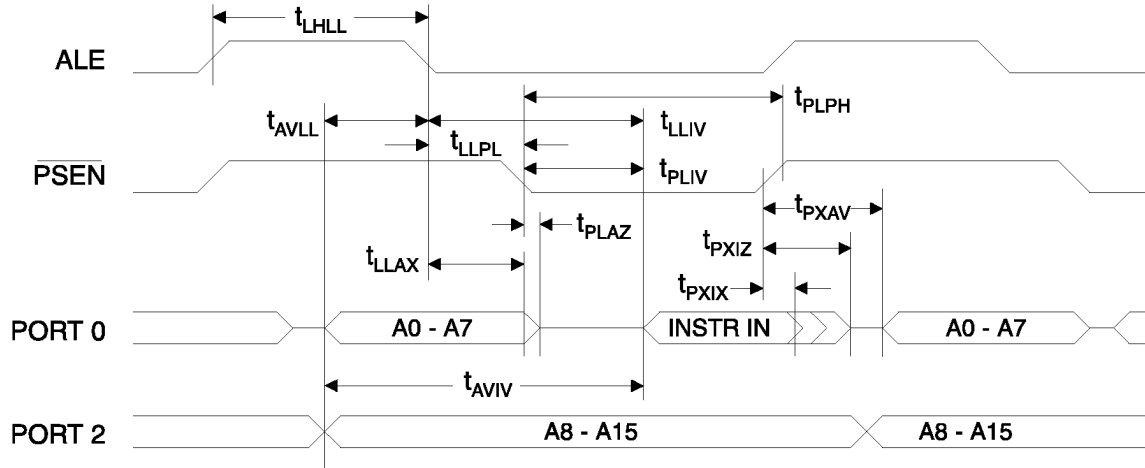 tLHLL
ALE
tPLPH
tAVLL
tLLIV
tLLPL
PSEN
tPLIV
tPXAV
tPLAZ
tPXIZ
tLLAX
tPXIX
PORT 0
A0 - A7
INSTR IN
A0 - A7
tAVIV
PORT 2
A8 - A15
A8 - A15